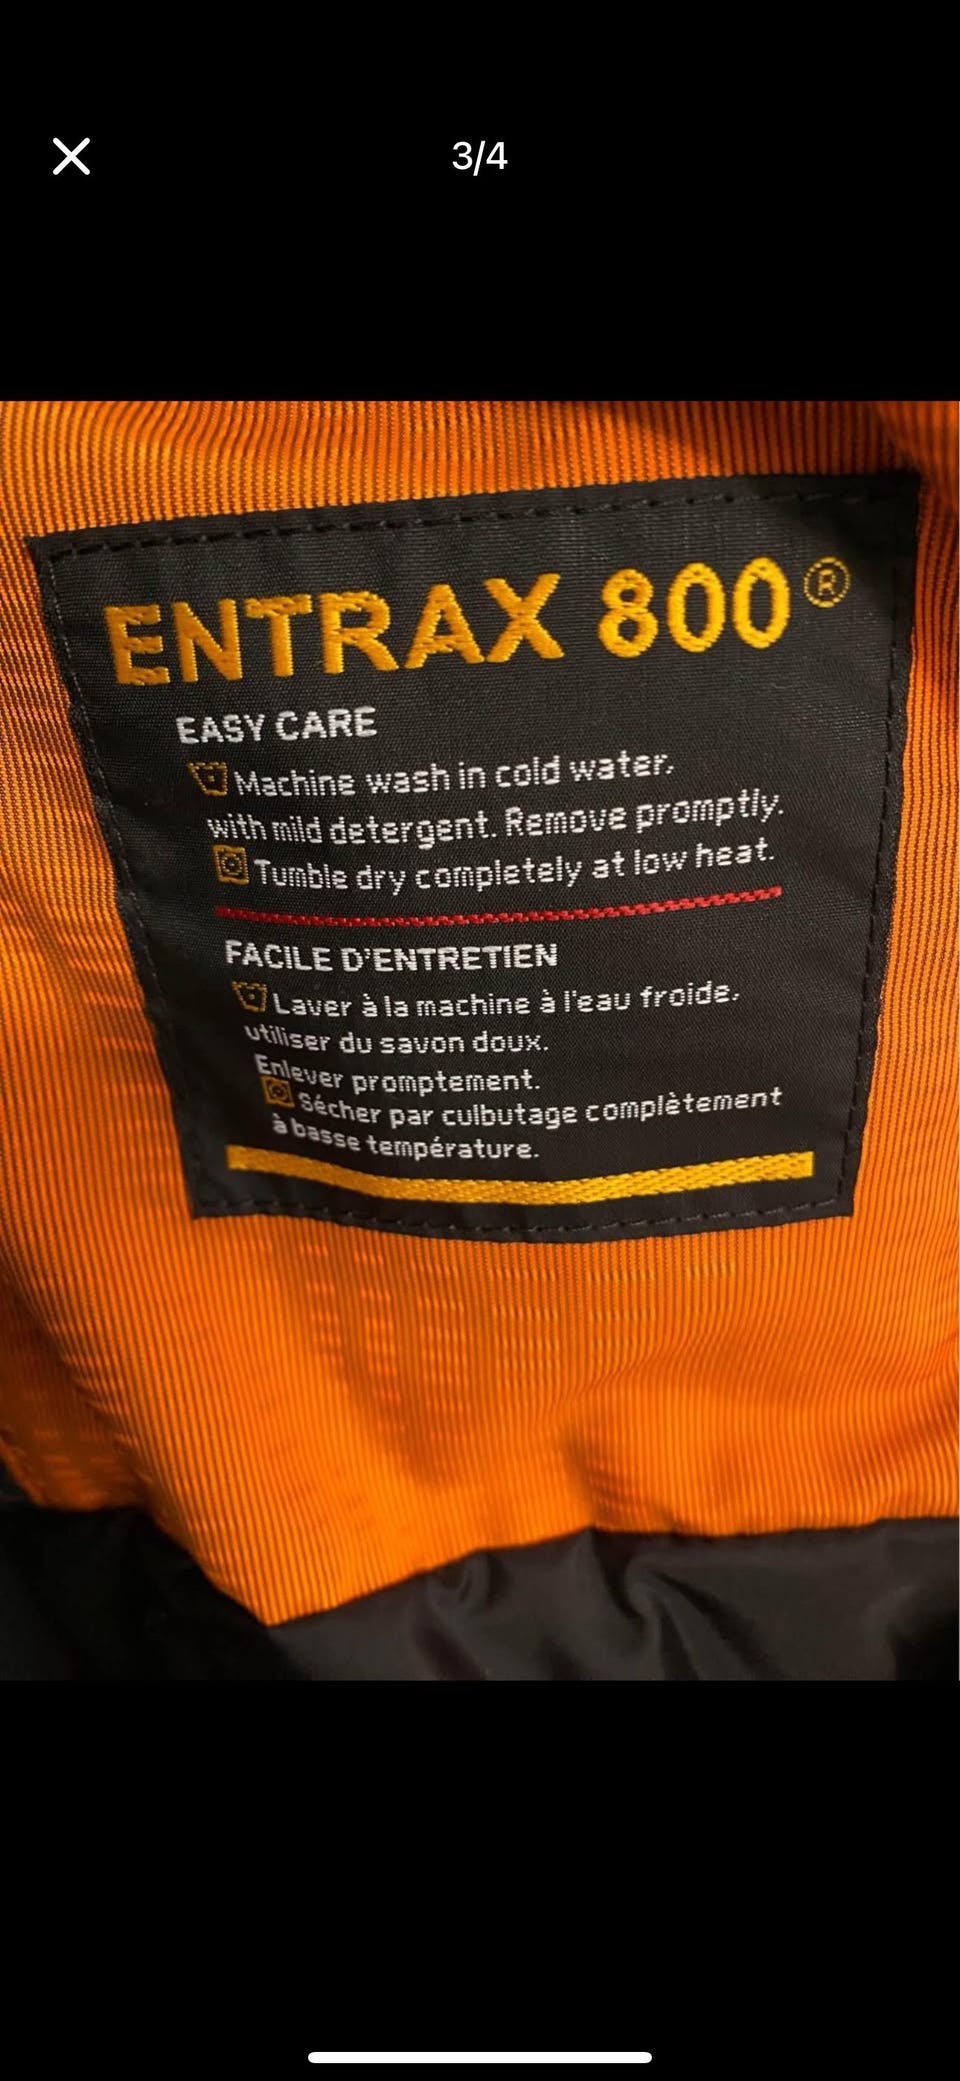 3/4
ENTRAX 800®
EASY CARE
Machine wash in cold water.
with mild detergent. Remove promptly.
Tumble dry completely at low heat.
FACILE D'ENTRETIEN
Laver à la machine à l'eau froide,
utiliser du savon doux.
Enlever promptement.
Sécher par culbutage complètement
à basse température.